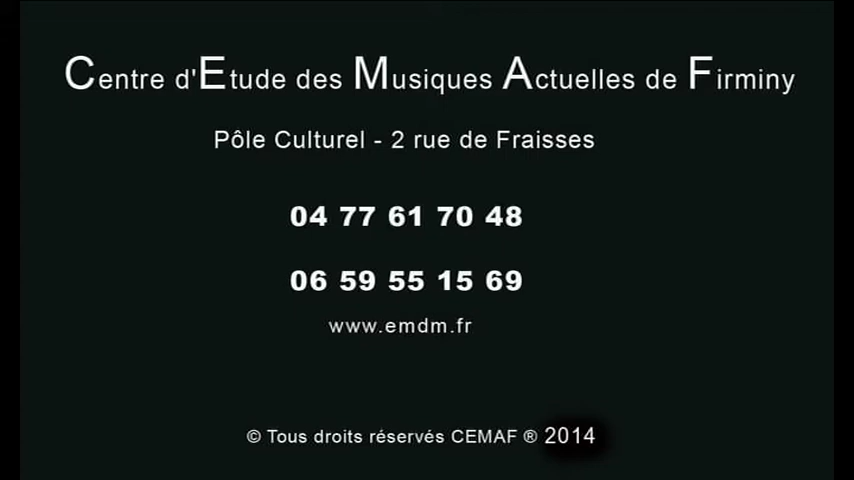 Centre d'Etude des Musiques Actuelles de Firminy
Pôle Culturel - 2 rue de Fraisses
04 77 61 70 48
06 59 55 15 69
www.emdm.fr
© Tous droits réservés CEMAF ® 2014